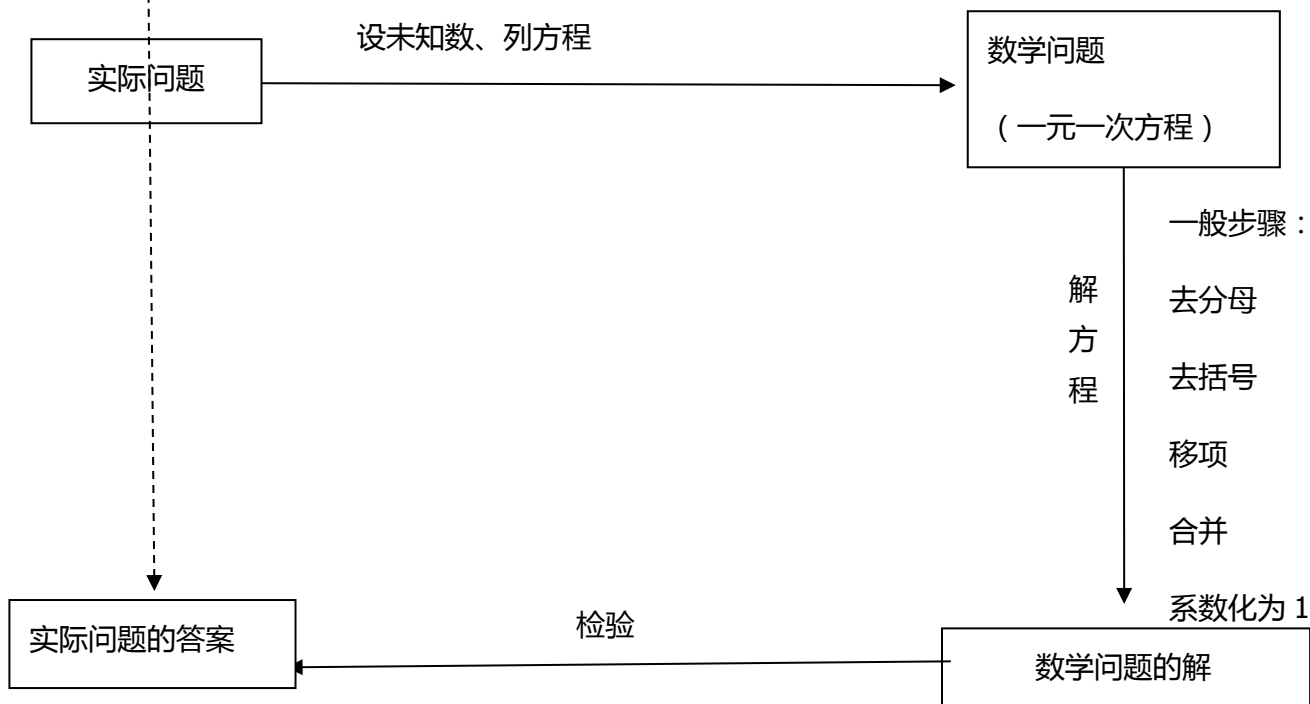 设未知数、列方程
实际问题
数学问题
（一元一次方程）
一般步骤：
解
方
程
去分母
去括号
移项
合并
系数化为 1
检验
实际问题的答案
数学问题的解